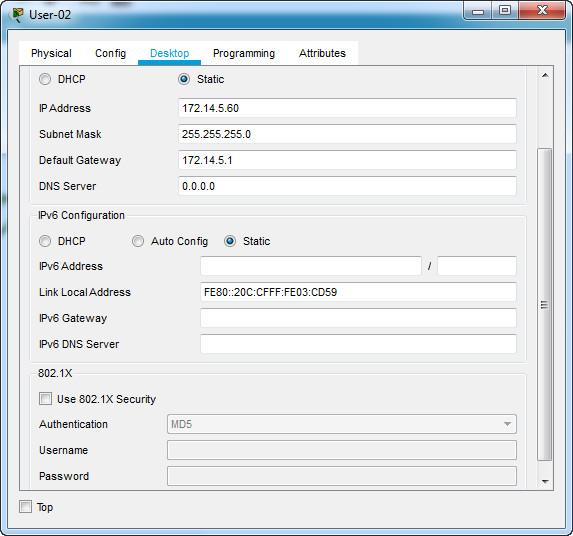 User-02
Physical Config Desktop Programming Attributes
DHCP Static
IP Address 172.14.5.60
Subnet Mask 255.255.255.0
Default Gateway 172.14.5.1
DNS Server 0.0.0.0
IPv6 Configuration
DHCP Auto Config Static
IPv6 Address /
Link Local Address FE80::20C:CFFF:FE03:CD59
IPv6 Gateway
IPv6 DNS Server
802.1X
Use 802.1X Security
Authentication MD5
Username
Password
Top